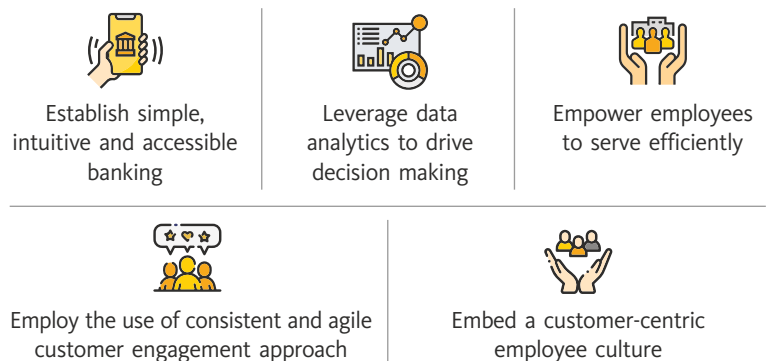 Establish simple,
intuitive and accessible
banking
Leverage data
analytics to drive
decision making
Empower employees
to serve efficiently
Employ the use of consistent and agile
customer engagement approach
Embed a customer-centric
employee culture